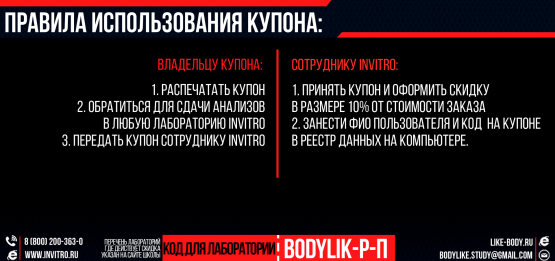 ПРАВИЛА ИСПОЛЬЗОВАНИЯ КУПОНА:
ВЛАДЕЛЬЦУ КУПОНА:
1. РАСПЕЧАТАТЬ КУПОН
2. ОБРАТИТЬСЯ ДЛЯ СДАЧИ АНАЛИЗОВ
В ЛЮБУЮ ЛАБОРАТОРИЮ INVITRO
3. ПЕРЕДАТЬ КУПОН СОТРУДНИКУ INVITRO
СОТРУДНИКУ INVITRO:
1. ПРИНЯТЬ КУПОН И ОФОРМИТЬ СКИДКУ
В РАЗМЕРЕ 10% ОТ СТОИМОСТИ ЗАКАЗА
2. ЗАНЕСТИ ФИО ПОЛЬЗОВАТЕЛЯ И КОД НА КУПОНЕ
В РЕЕСТР ДАННЫХ НА КОМПЬЮТЕРЕ.
8 (800) 200-363-0
WWW.INVITRO.RU
ПЕРЕЧЕНЬ ЛАБОРАТОРИЙ
ГДЕ ДЕЙСТВУЕТ СКИДКА
УКАЗАН НА САЙТЕ ШКОЛЫ
КОД ДЛЯ ЛАБОРАТОРИИ
BODYLIK-Р-П
LIKE-BODY.RU
BODYLIKE.STUDY@GMAIL.COM